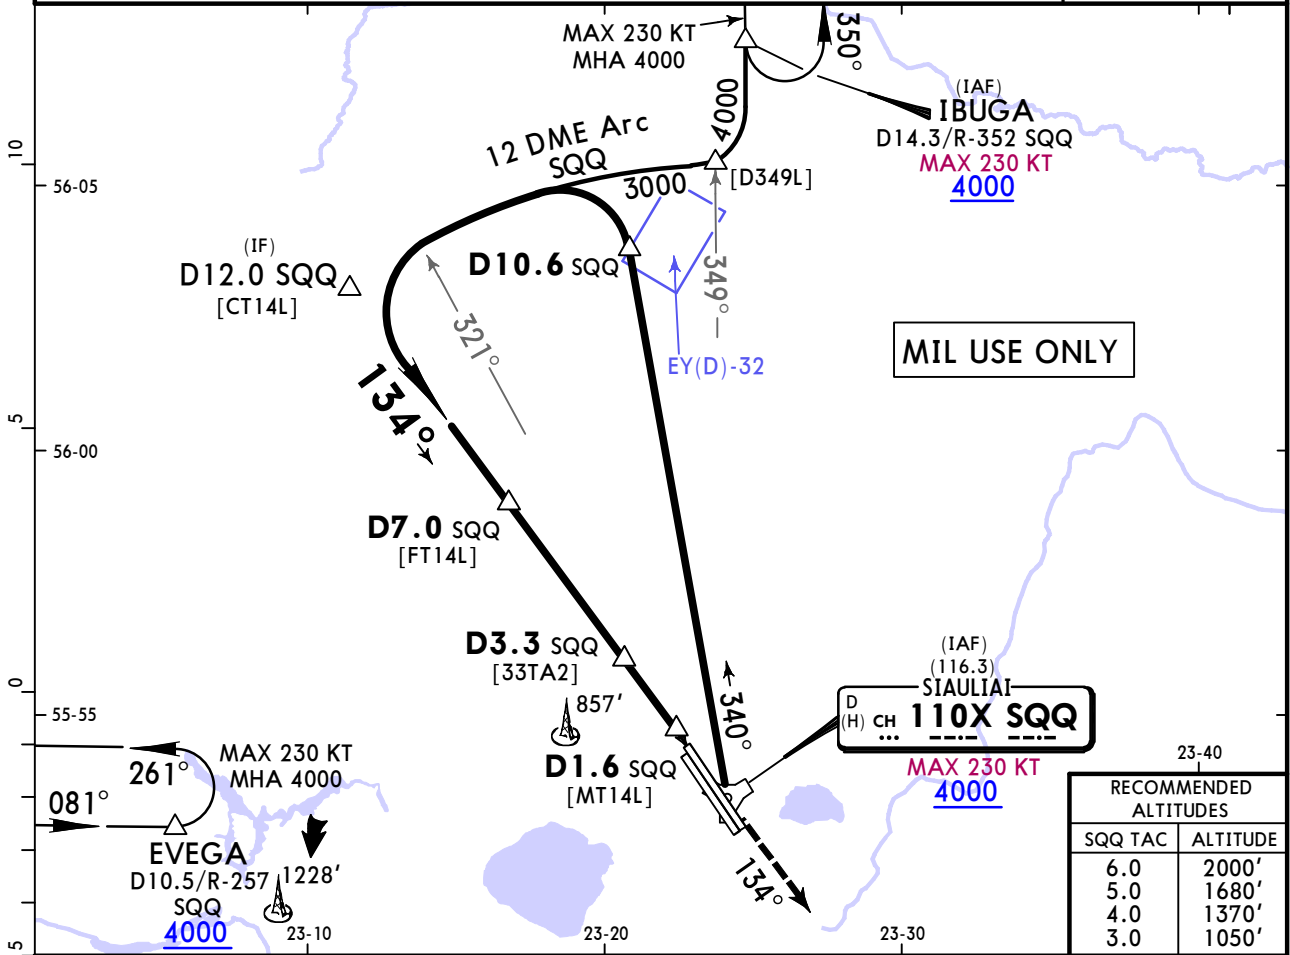 MAX 230 KT
MHA 4000
350°
(IAF)
IBUGA
D14.3/R-352 SQQ
MAX 230 KT
4000
4000
12 DME Arc
SQQ
3000
[D349L]
10
56-05
(IF)
D12.0 SQQ
[CT14L]
D10.6 SQQ
349°
321°
EY(D)-32
MIL USE ONLY
134°
5
56-00
D7.0 SQQ
[FT14L]
D3.3 SQQ
[33TA2]
857'
340°
(IAF)
(116.3)
SIAULIAI
D
(H) CH 110X SQQ
MAX 230 KT
4000
0
55-55
261°
MAX 230 KT
MHA 4000
081°
D1.6 SQQ
[MT14L]
EVEGA
D10.5/R-257
SQQ
4000
1228'
134°
23-40
RECOMMENDED
ALTITUDES
SQQ TAC ALTITUDE
6.0 2000'
5.0 1680'
4.0 1370'
3.0 1050'
5
23-10
23-20
23-30